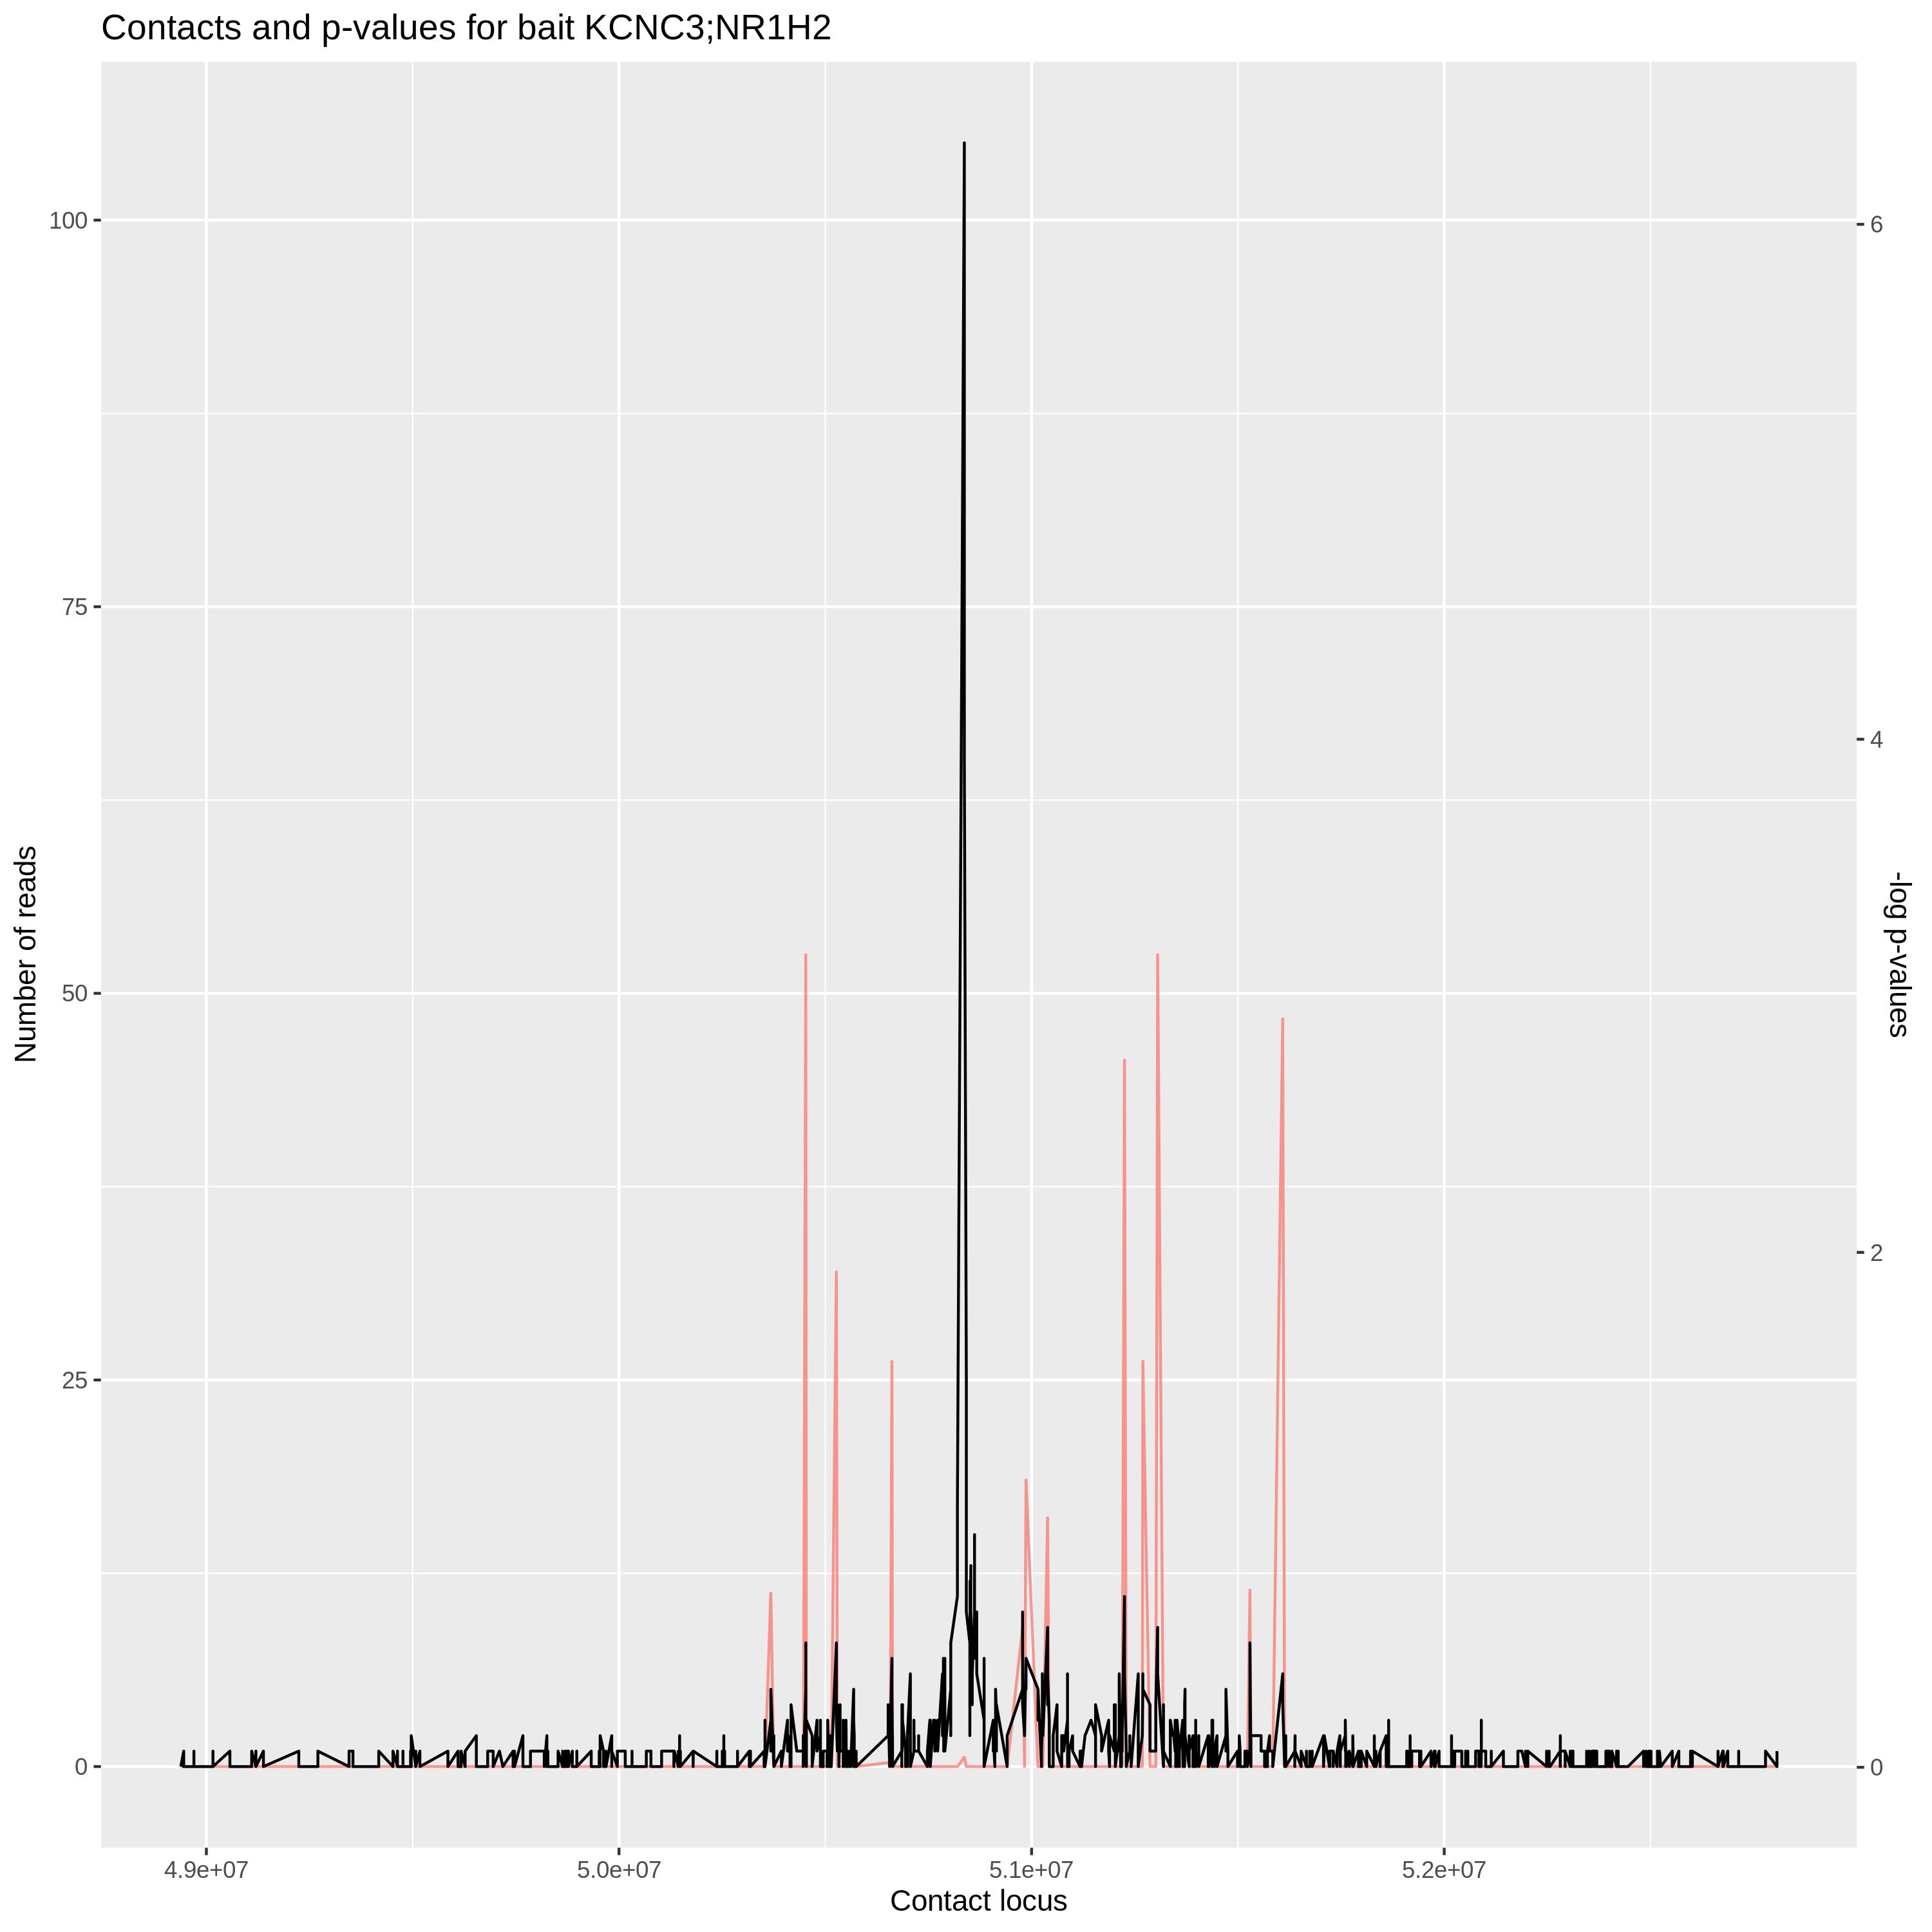 Contacts and p-values for bait KCNC3;NR1H2
100
75
50
25
0
Number of reads
6
4
2
0
-log p-values
4.9e+07
5.0e+07
5.1e+07
5.2e+07
Contact locus